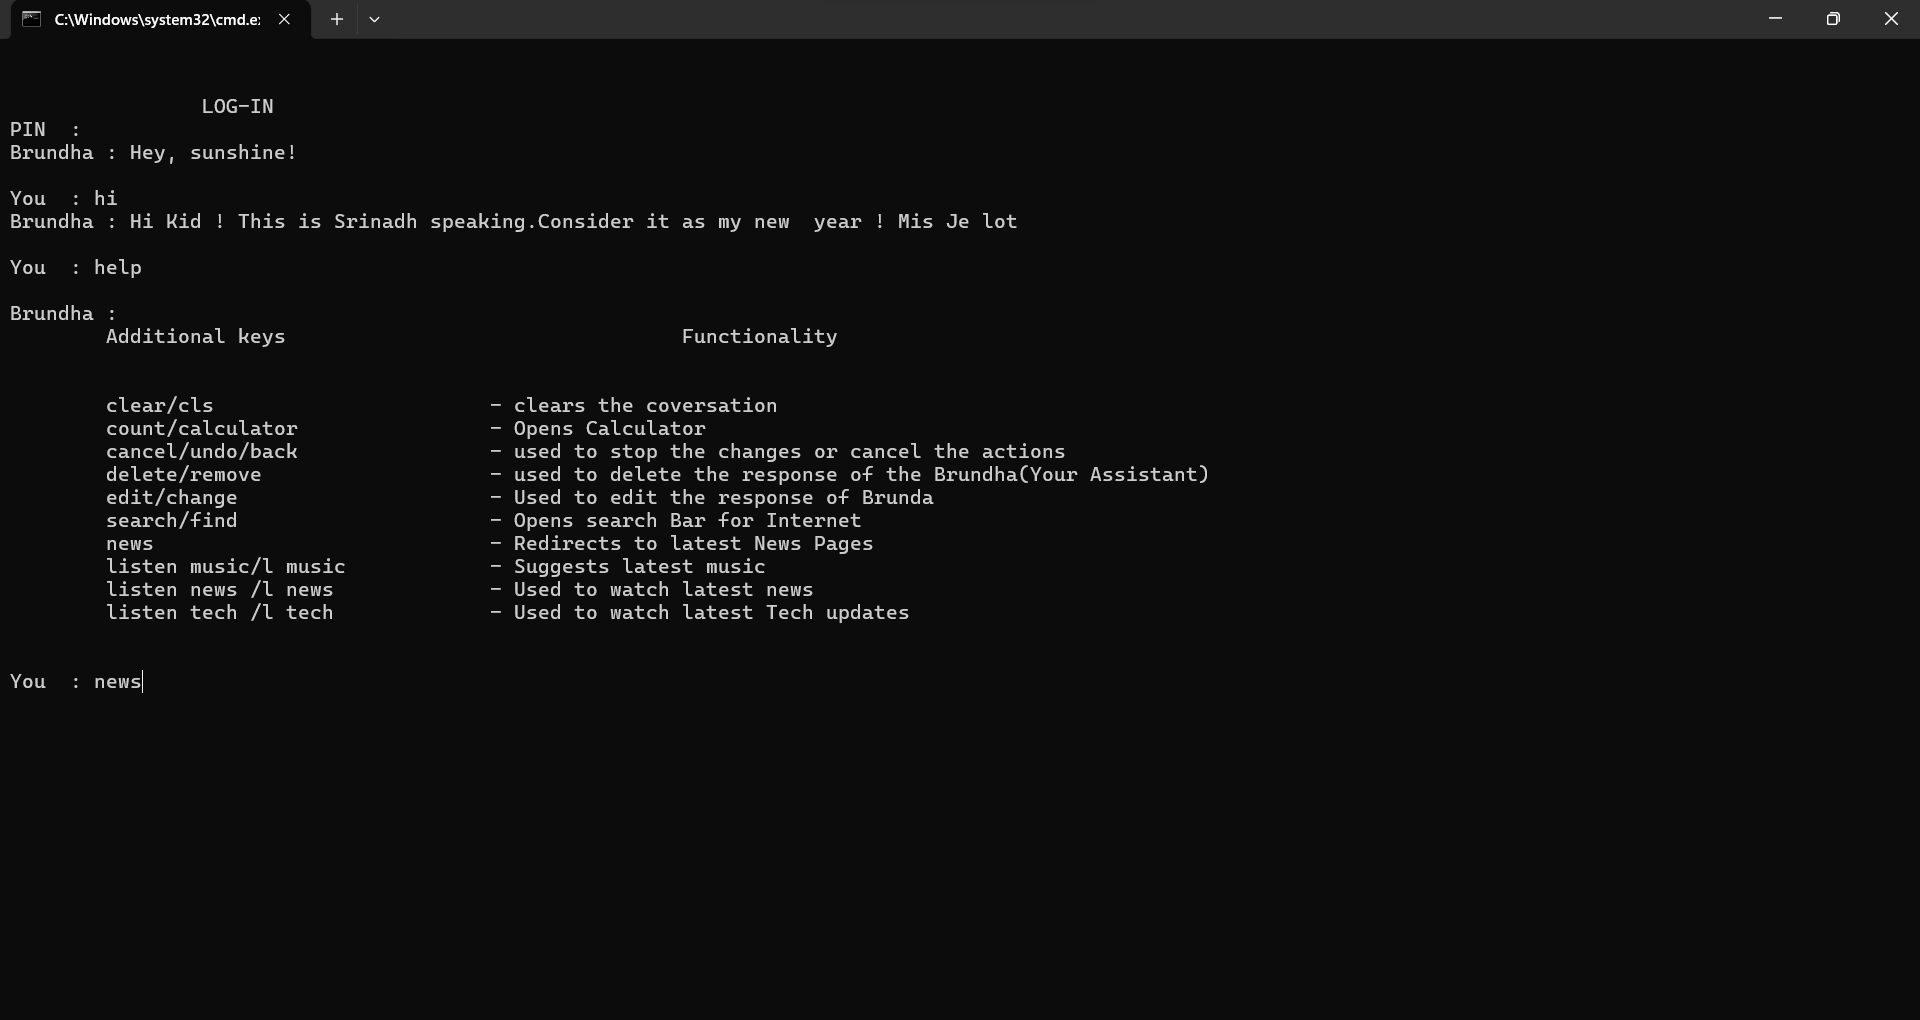 C:\Windows\system32\cmd.e
LOG-IN
PIN  :
Brundha : Hey, sunshine!
You  : hi
Brundha : Hi Kid ! This is Srinadh speaking.Consider it as my new  year ! Mis Je lot
You  : help
Brundha :
Additional keys Functionality
clear/cls - clears the coversation
count/calculator - Opens Calculator
cancel/undo/back - used to stop the changes or cancel the actions
delete/remove - used to delete the response of the Brundha(Your Assistant)
edit/change - Used to edit the response of Brunda
search/find - Opens search Bar for Internet
news - Redirects to latest News Pages
listen music/l music - Suggests latest music
listen news /l news - Used to watch latest news
listen tech /l tech - Used to watch latest Tech updates
You  : news